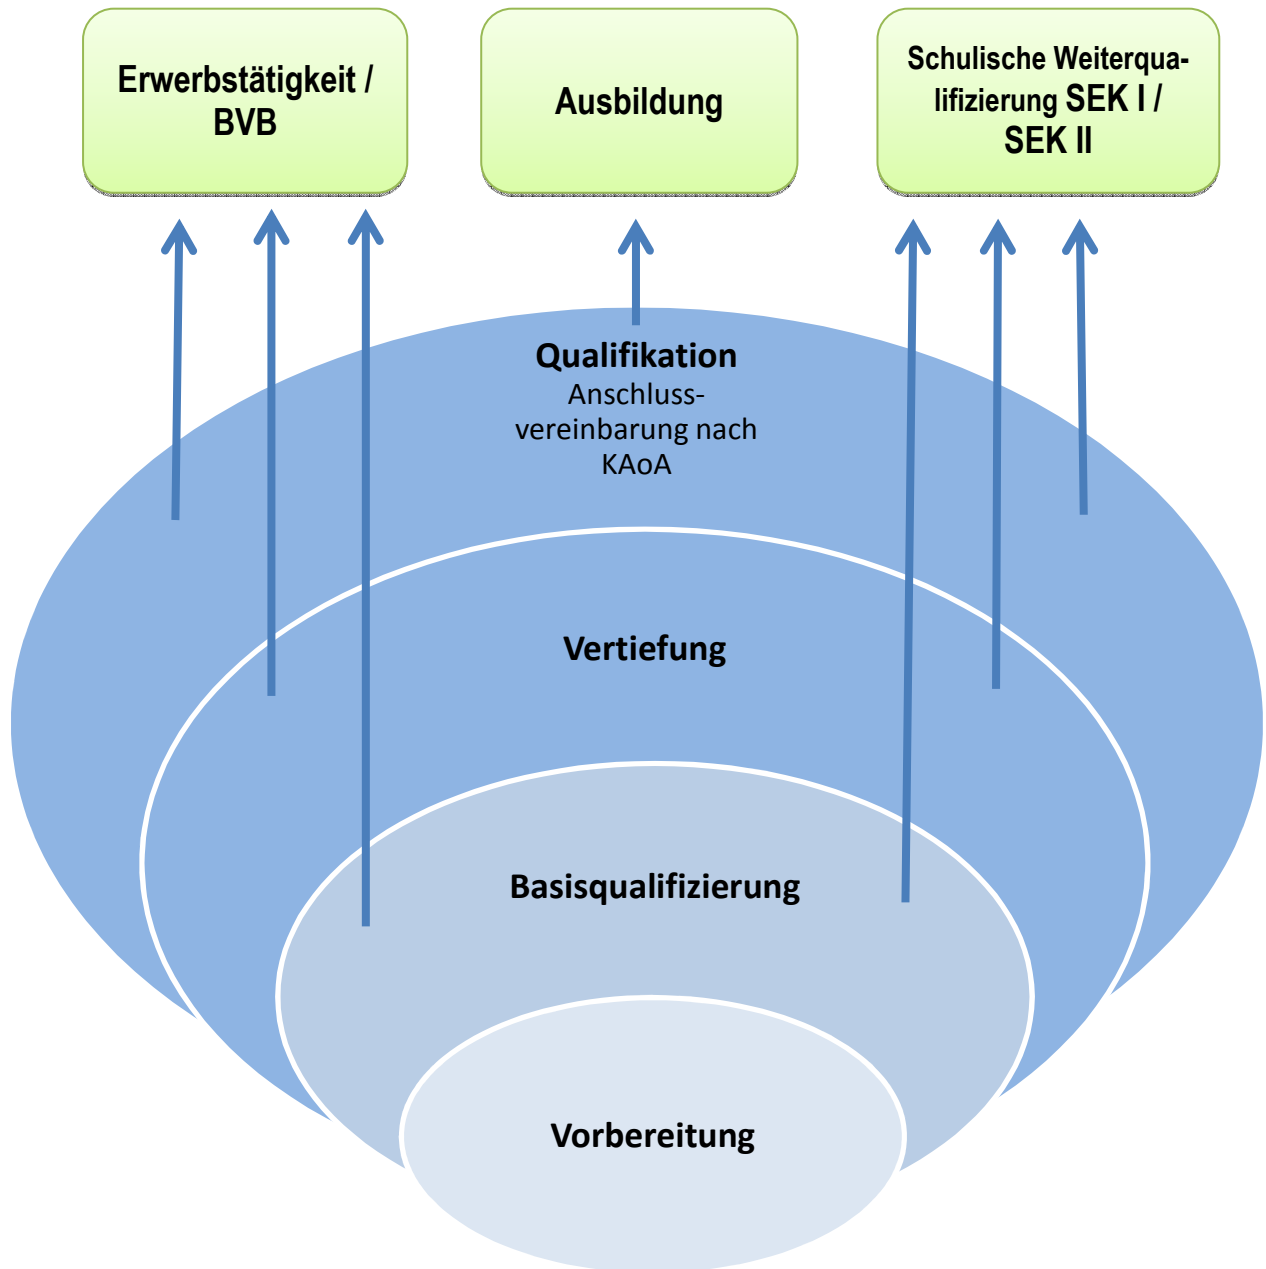 Erwerbstätigkeit /
BVB
Ausbildung
Schulische Weiterqua-
lifizierung SEK I /
SEK II
Qualifikation
Anschluss-
vereinbarung nach
KAoA
Vertiefung
Basisqualifizierung
Vorbereitung